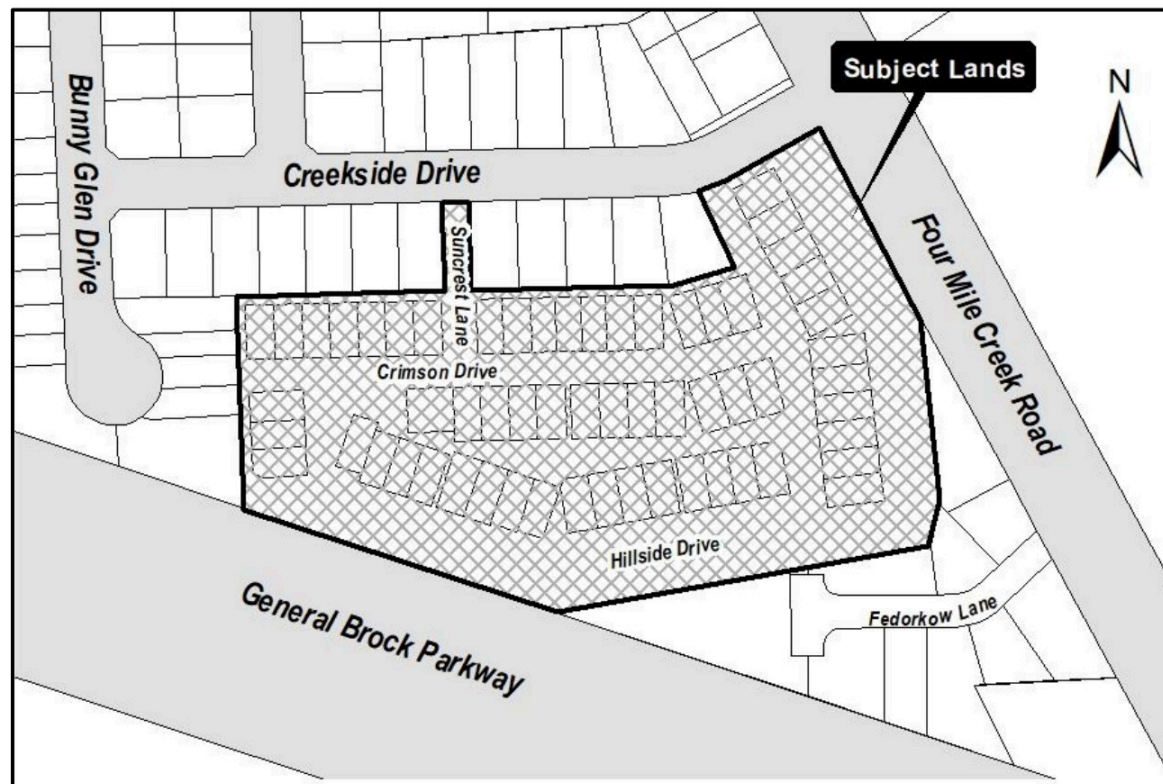 Subject Lands
N
Bunny Glen Drive
Creekside Drive
Suncrest Lane
Four Mile Creek Road
Crimson Drive
Hillside Drive
General Brock Parkway
Fedorkow Lane